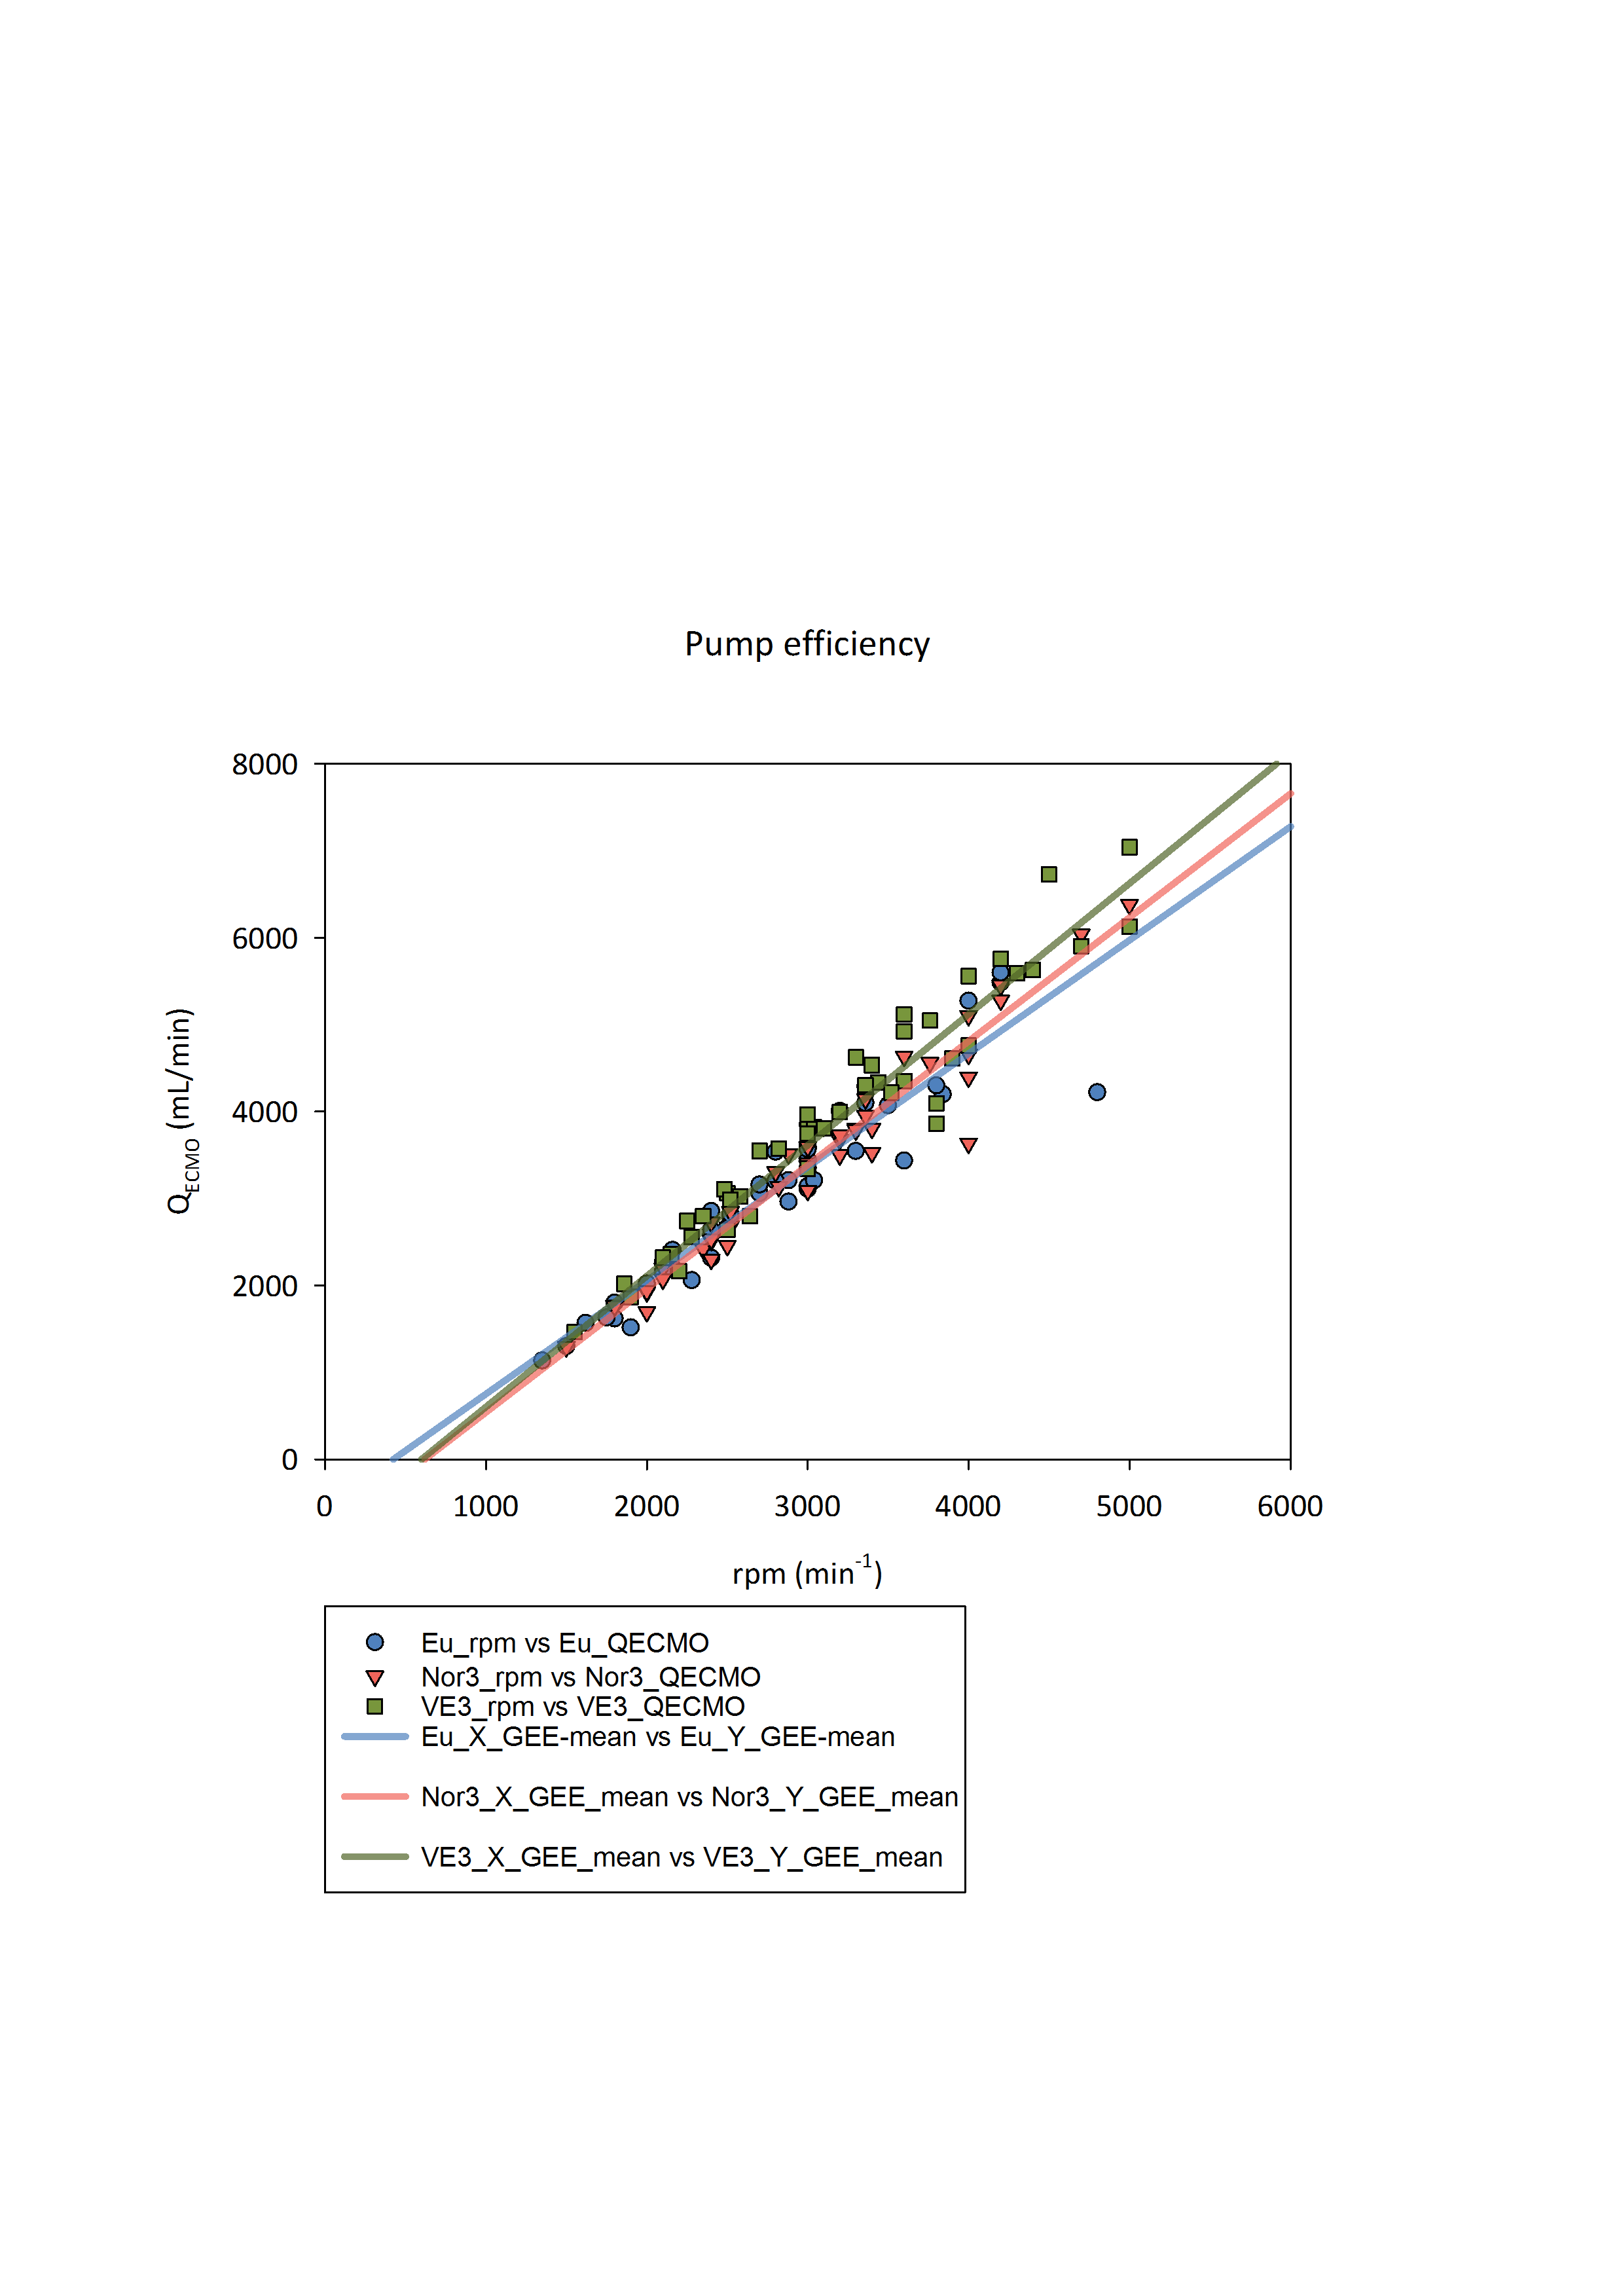 Pump efficiency
8000
6000
4000
2000
0
Q_ECMO (mL/min)
0 1000 2000 3000 4000 5000 6000
rpm (min⁻¹)
Eu_rpm vs Eu_QECMO
Nor3_rpm vs Nor3_QECMO
VE3_rpm vs VE3_QECMO
Eu_X_GEE-mean vs Eu_Y_GEE-mean
Nor3_X_GEE_mean vs Nor3_Y_GEE_mean
VE3_X_GEE_mean vs VE3_Y_GEE_mean